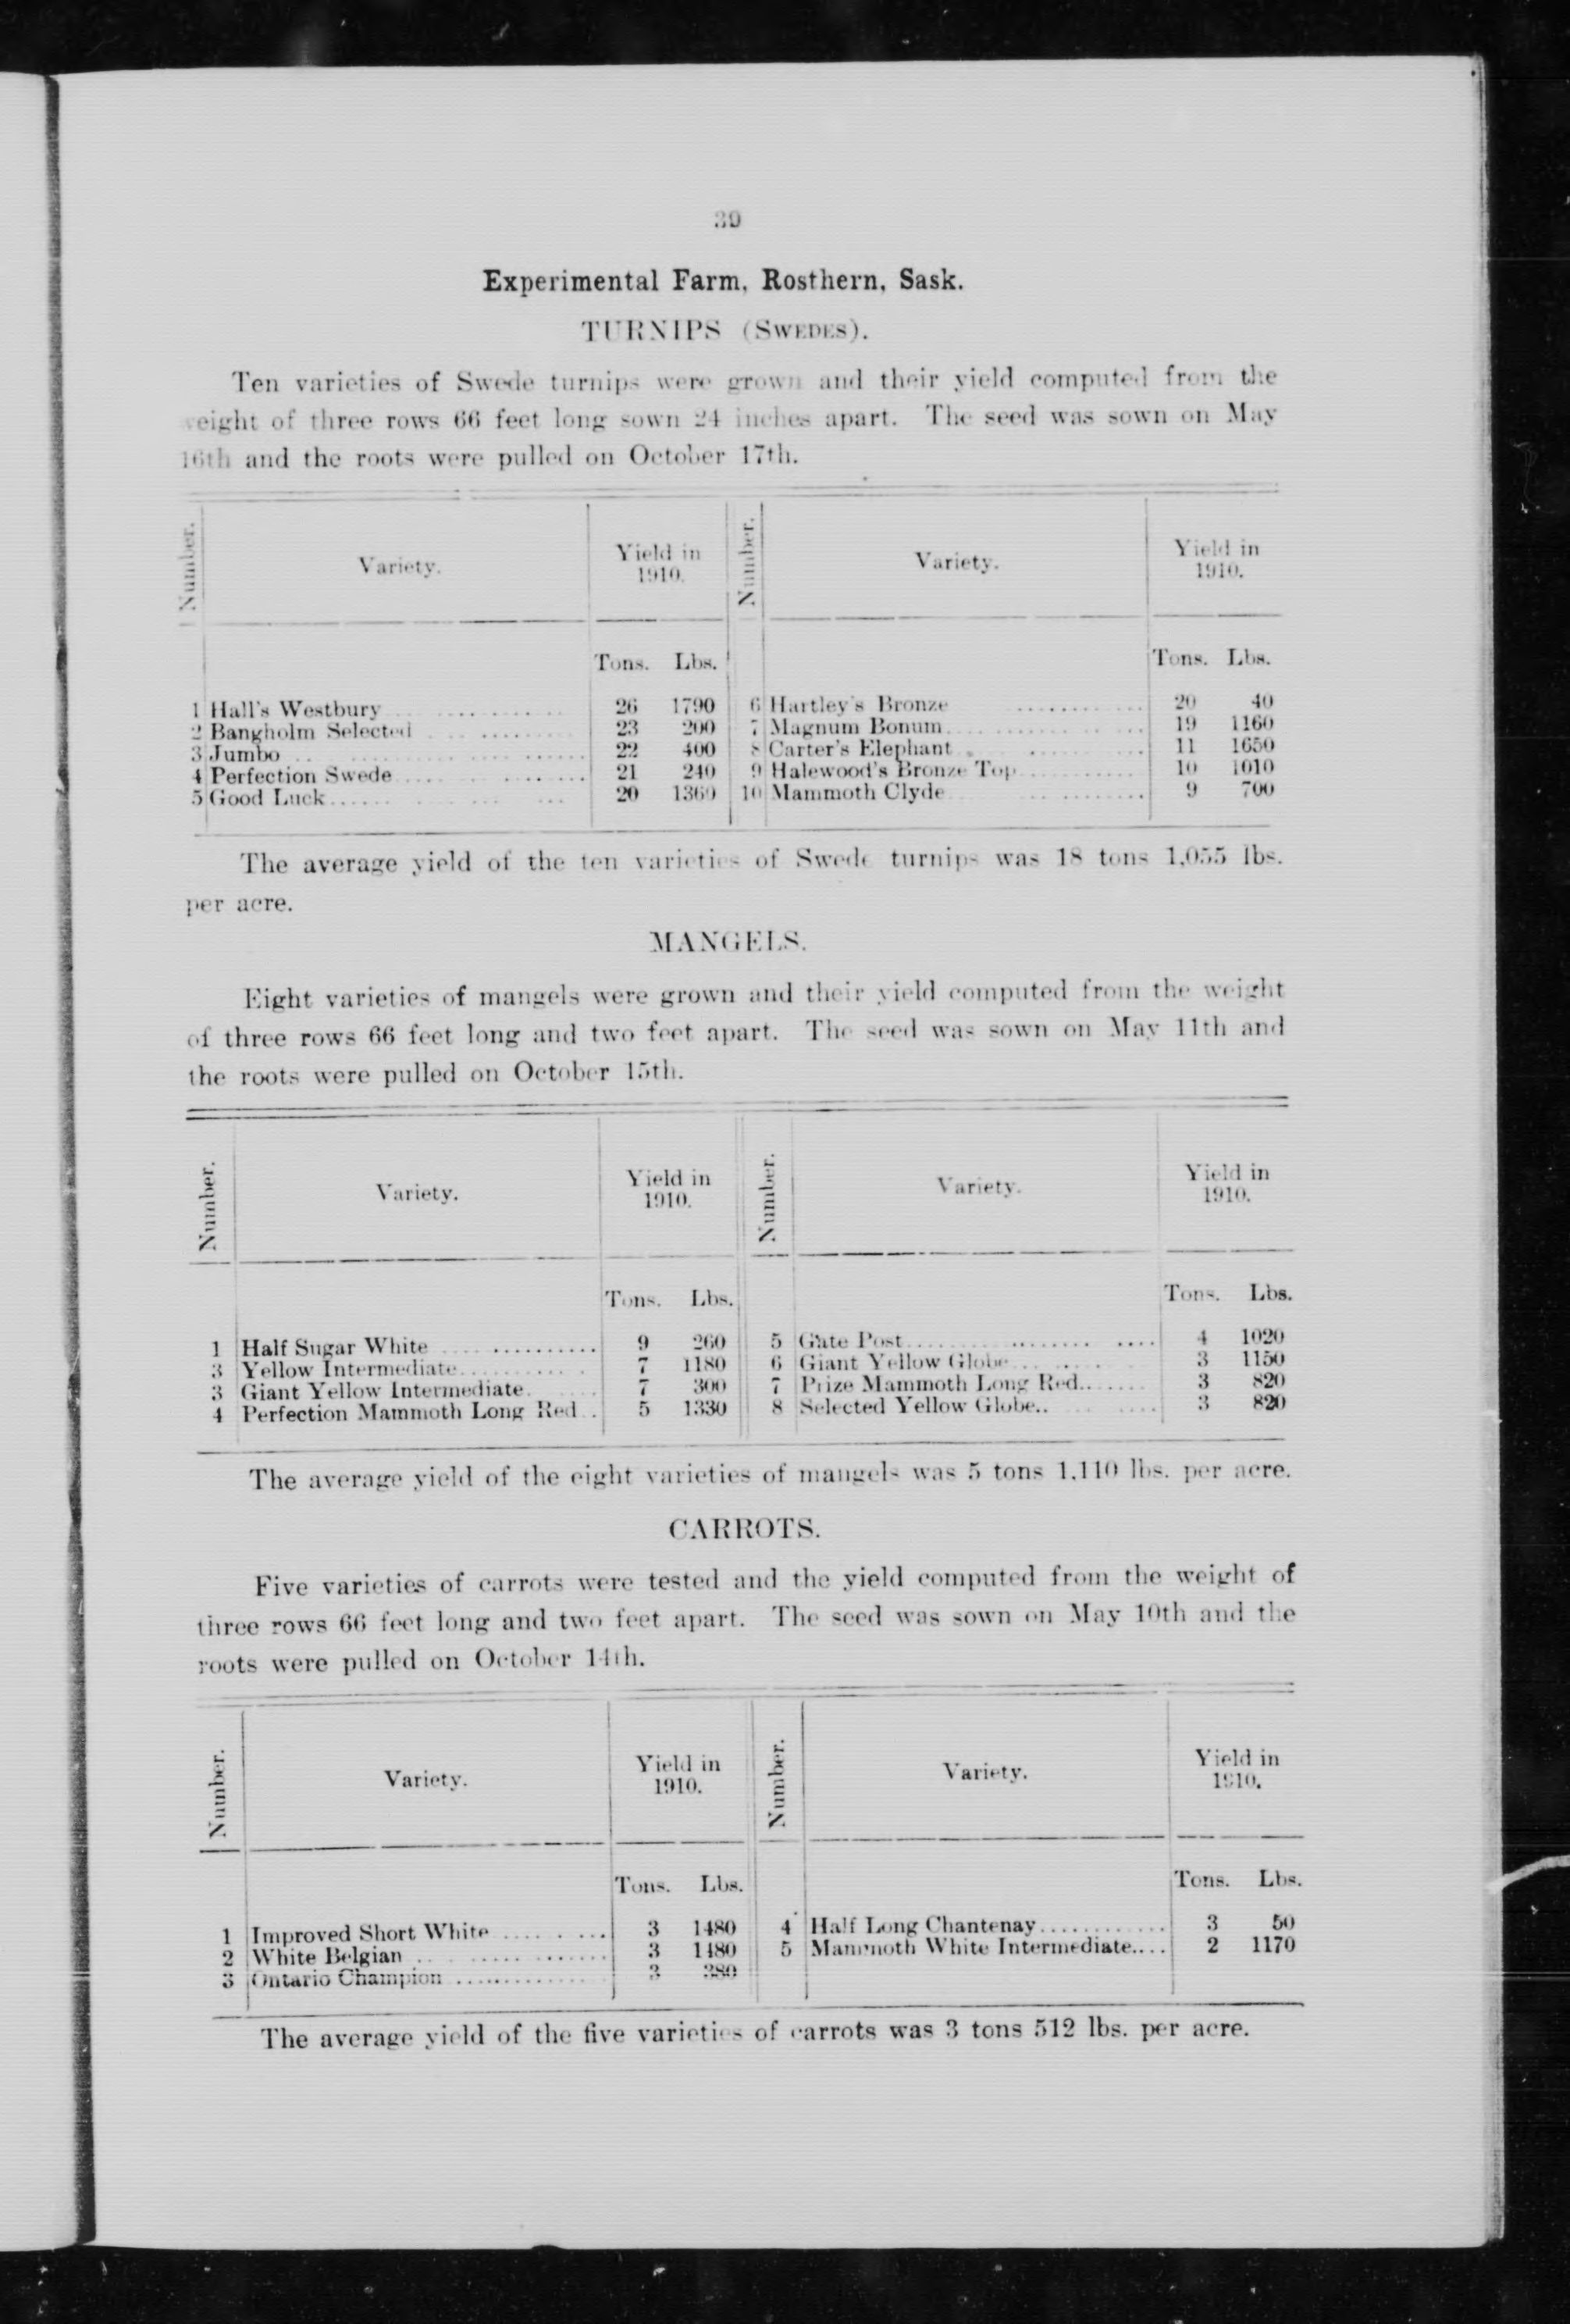 39
Experimental Farm, Rosthern, Sask.
TURNIPS (SWEDES).
Ten varieties of Swede turnips were grown and their yield computed from the
weight of three rows 66 feet long sown 24 inches apart. The seed was sown on May
16th and the roots were pulled on October 17th.
Number. Variety. Yield in 1910. Number. Variety. Yield in 1910.
Tons. Lbs. Tons. Lbs.
1 Hall's Westbury 26 1790 6 Hartley's Bronze 20 40
2 Bangholm Selected 23 200 7 Magnum Bonum 19 1160
3 Jumbo 22 400 8 Carter's Elephant 11 1650
4 Perfection Swede 21 240 9 Halewood's Bronze Top 10 1010
5 Good Luck 20 1360 10 Mammoth Clyde 9 700
The average yield of the ten varieties of Swede turnips was 18 tons 1,055 lbs.
per acre.
MANGELS.
Eight varieties of mangels were grown and their yield computed from the weight
of three rows 66 feet long and two feet apart. The seed was sown on May 11th and
the roots were pulled on October 15th.
Number. Variety. Yield in 1910. Number. Variety. Yield in 1910.
Tons. Lbs. Tons. Lbs.
1 Half Sugar White 9 260 5 Gate Post 4 1020
3 Yellow Intermediate 7 1180 6 Giant Yellow Globe 3 1150
3 Giant Yellow Intermediate 7 300 7 Prize Mammoth Long Red 3 820
4 Perfection Mammoth Long Red 5 1330 8 Selected Yellow Globe 3 820
The average yield of the eight varieties of mangels was 5 tons 1,110 lbs. per acre.
CARROTS.
Five varieties of carrots were tested and the yield computed from the weight of
three rows 66 feet long and two feet apart. The seed was sown on May 10th and the
roots were pulled on October 14th.
Number. Variety. Yield in 1910. Number. Variety. Yield in 1910.
Tons. Lbs. Tons. Lbs.
1 Improved Short White 3 1480 4 Half Long Chantenay 3 50
2 White Belgian 3 1480 5 Mammoth White Intermediate 2 1170
3 Ontario Champion 3 380
The average yield of the five varieties of carrots was 3 tons 512 lbs. per acre.